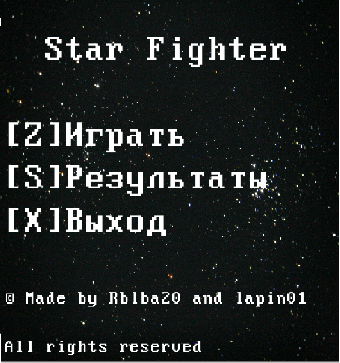 Star Fighter
[Z]Играть
[S]Результаты
[X]Выход
© Made by Rblba20 and lapin01
All rights reserved